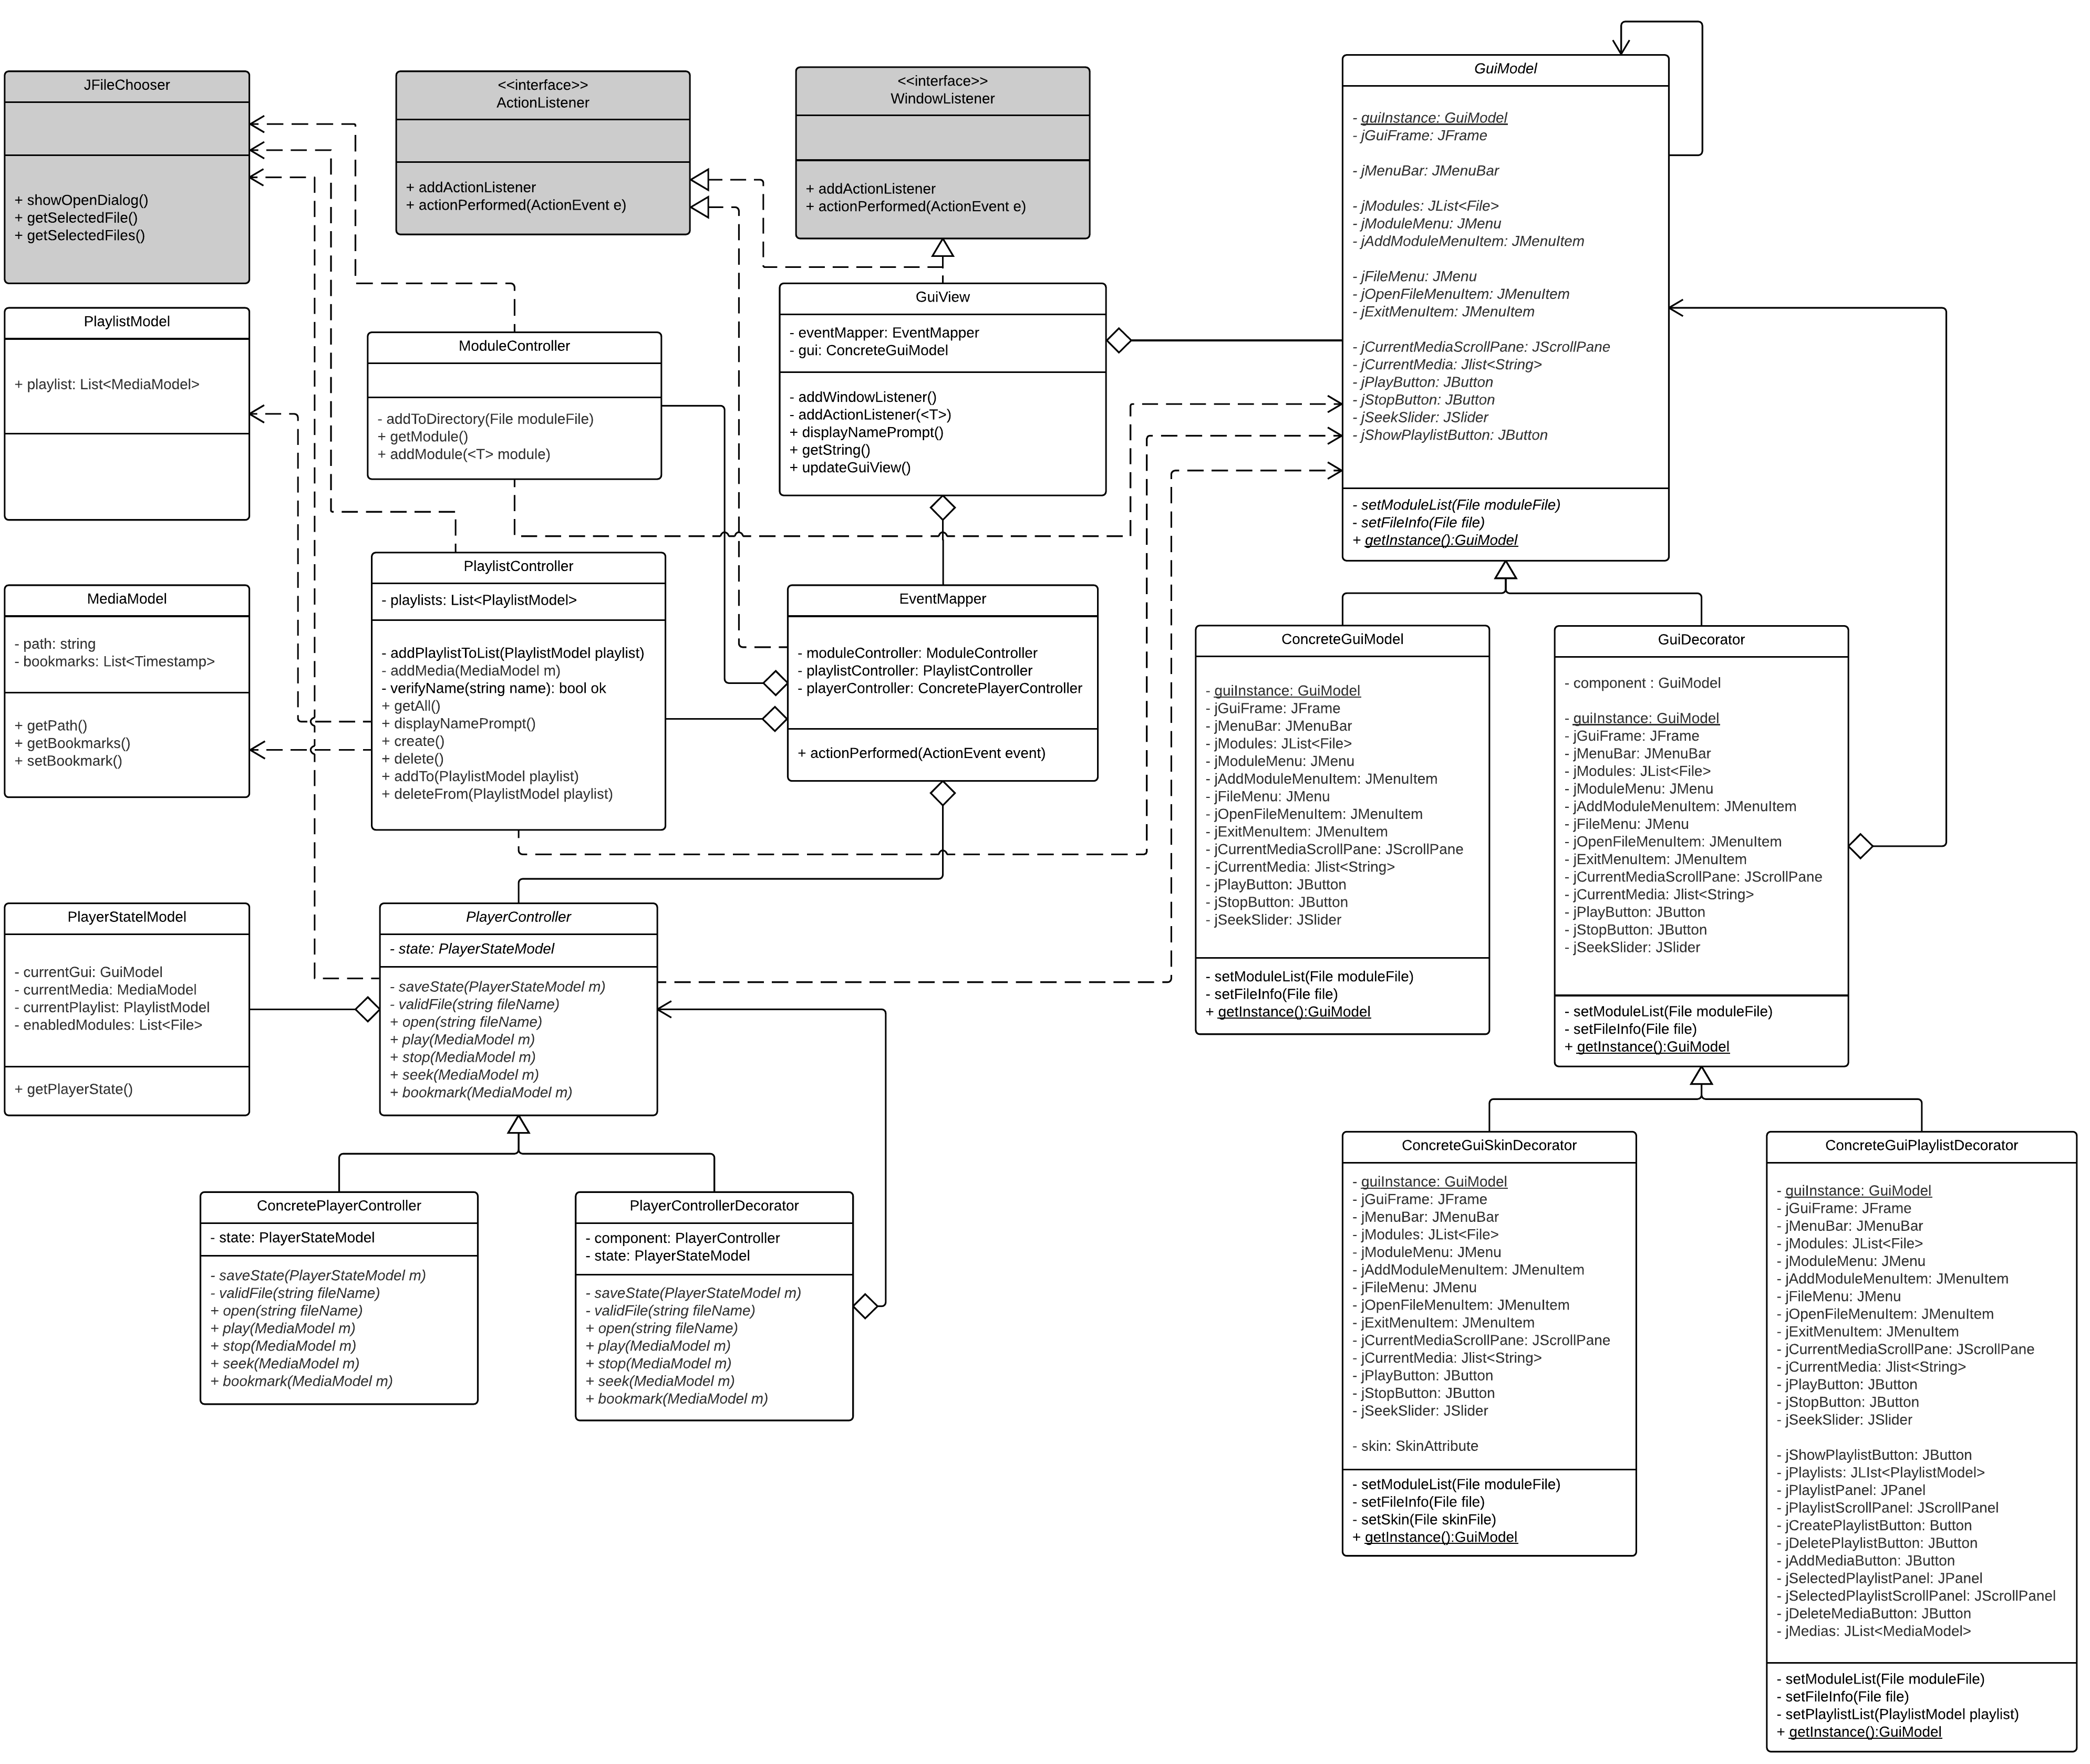 JFileChooser
+ showOpenDialog()
+ getSelectedFile()
+ getSelectedFiles()
<<interface>>
ActionListener
+ addActionListener
+ actionPerformed(ActionEvent e)
<<interface>>
WindowListener
+ addActionListener
+ actionPerformed(ActionEvent e)
GuiModel
- guiInstance: GuiModel
- jGuiFrame: JFrame
- jMenuBar: JMenuBar
- jModules: JList<File>
- jModuleMenu: JMenu
- jAddModuleMenuItem: JMenuItem
- jFileMenu: JMenu
- jOpenFileMenuItem: JMenuItem
- jExitMenuItem: JMenuItem
- jCurrentMediaScrollPane: JScrollPane
- jCurrentMedia: Jlist<String>
- jPlayButton: JButton
- jStopButton: JButton
- jSeekSlider: JSlider
- jShowPlaylistButton: JButton
- setModuleList(File moduleFile)
- setFileInfo(File file)
+ getInstance():GuiModel
PlaylistModel
+ playlist: List<MediaModel>
ModuleController
- addToDirectory(File moduleFile)
+ getModule()
+ addModule(<T> module)
GuiView
- eventMapper: EventMapper
- gui: ConcreteGuiModel
- addWindowListener()
- addActionListener(<T>)
+ displayNamePrompt()
+ getString()
+ updateGuiView()
MediaModel
- path: string
- bookmarks: List<Timestamp>
+ getPath()
+ getBookmarks()
+ setBookmark()
PlaylistController
- playlists: List<PlaylistModel>
- addPlaylistToList(PlaylistModel playlist)
- addMedia(MediaModel m)
- verifyName(string name): bool ok
+ getAll()
+ displayNamePrompt()
+ create()
+ delete()
+ addTo(PlaylistModel playlist)
+ deleteFrom(PlaylistModel playlist)
EventMapper
- moduleController: ModuleController
- playlistController: PlaylistController
- playerController: ConcretePlayerController
+ actionPerformed(ActionEvent event)
ConcreteGuiModel
- guiInstance: GuiModel
- jGuiFrame: JFrame
- jMenuBar: JMenuBar
- jModules: JList<File>
- jModuleMenu: JMenu
- jAddModuleMenuItem: JMenuItem
- jFileMenu: JMenu
- jOpenFileMenuItem: JMenuItem
- jExitMenuItem: JMenuItem
- jCurrentMediaScrollPane: JScrollPane
- jCurrentMedia: Jlist<String>
- jPlayButton: JButton
- jStopButton: JButton
- jSeekSlider: JSlider
- setModuleList(File moduleFile)
- setFileInfo(File file)
+ getInstance():GuiModel
GuiDecorator
- component : GuiModel
- guiInstance: GuiModel
- jGuiFrame: JFrame
- jMenuBar: JMenuBar
- jModules: JList<File>
- jModuleMenu: JMenu
- jAddModuleMenuItem: JMenuItem
- jFileMenu: JMenu
- jOpenFileMenuItem: JMenuItem
- jExitMenuItem: JMenuItem
- jCurrentMediaScrollPane: JScrollPane
- jCurrentMedia: Jlist<String>
- jPlayButton: JButton
- jStopButton: JButton
- jSeekSlider: JSlider
- setModuleList(File moduleFile)
- setFileInfo(File file)
+ getInstance():GuiModel
PlayerStatelModel
- currentGui: GuiModel
- currentMedia: MediaModel
- currentPlaylist: PlaylistModel
- enabledModules: List<File>
+ getPlayerState()
PlayerController
- state: PlayerStateModel
- saveState(PlayerStateModel m)
- validFile(string fileName)
+ open(string fileName)
+ play(MediaModel m)
+ stop(MediaModel m)
+ seek(MediaModel m)
+ bookmark(MediaModel m)
ConcretePlayerController
- state: PlayerStateModel
- saveState(PlayerStateModel m)
- validFile(string fileName)
+ open(string fileName)
+ play(MediaModel m)
+ stop(MediaModel m)
+ seek(MediaModel m)
+ bookmark(MediaModel m)
PlayerControllerDecorator
- component: PlayerController
- state: PlayerStateModel
- saveState(PlayerStateModel m)
- validFile(string fileName)
+ open(string fileName)
+ play(MediaModel m)
+ stop(MediaModel m)
+ seek(MediaModel m)
+ bookmark(MediaModel m)
ConcreteGuiSkinDecorator
- guiInstance: GuiModel
- jGuiFrame: JFrame
- jMenuBar: JMenuBar
- jModules: JList<File>
- jModuleMenu: JMenu
- jAddModuleMenuItem: JMenuItem
- jFileMenu: JMenu
- jOpenFileMenuItem: JMenuItem
- jExitMenuItem: JMenuItem
- jCurrentMediaScrollPane: JScrollPane
- jCurrentMedia: Jlist<String>
- jPlayButton: JButton
- jStopButton: JButton
- jSeekSlider: JSlider
- skin: SkinAttribute
- setModuleList(File moduleFile)
- setFileInfo(File file)
- setSkin(File skinFile)
+ getInstance():GuiModel
ConcreteGuiPlaylistDecorator
- guiInstance: GuiModel
- jGuiFrame: JFrame
- jMenuBar: JMenuBar
- jModules: JList<File>
- jModuleMenu: JMenu
- jAddModuleMenuItem: JMenuItem
- jFileMenu: JMenu
- jOpenFileMenuItem: JMenuItem
- jExitMenuItem: JMenuItem
- jCurrentMediaScrollPane: JScrollPane
- jCurrentMedia: Jlist<String>
- jPlayButton: JButton
- jStopButton: JButton
- jSeekSlider: JSlider
- jShowPlaylistButton: JButton
- jPlaylists: JLIst<PlaylistModel>
- jPlaylistPanel: JPanel
- jPlaylistScrollPanel: JScrollPanel
- jCreatePlaylistButton: Button
- jDeletePlaylistButton: JButton
- jAddMediaButton: JButton
- jSelectedPlaylistPanel: JPanel
- jSelectedPlaylistScrollPanel: JScrollPanel
- jDeleteMediaButton: JButton
- jMedias: JList<MediaModel>
- setModuleList(File moduleFile)
- setFileInfo(File file)
- setPlaylistList(PlaylistModel playlist)
+ getInstance():GuiModel